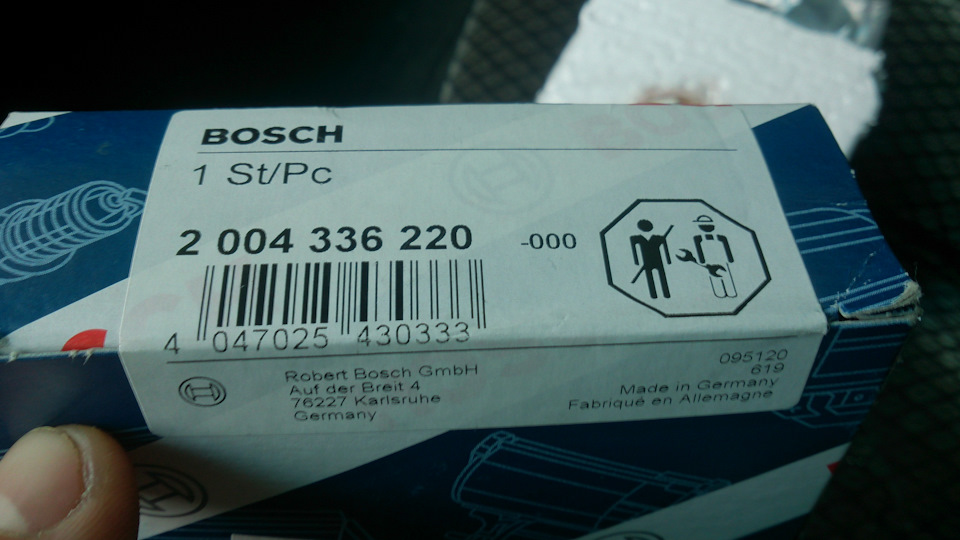 BOSCH
1 St/Pc
2 004 336 220 -000
4 047025 430333
Robert Bosch GmbH
Auf der Breit 4
76227 Karlsruhe
Germany
095120
619
Made in Germany
Fabriqué en Allemagne